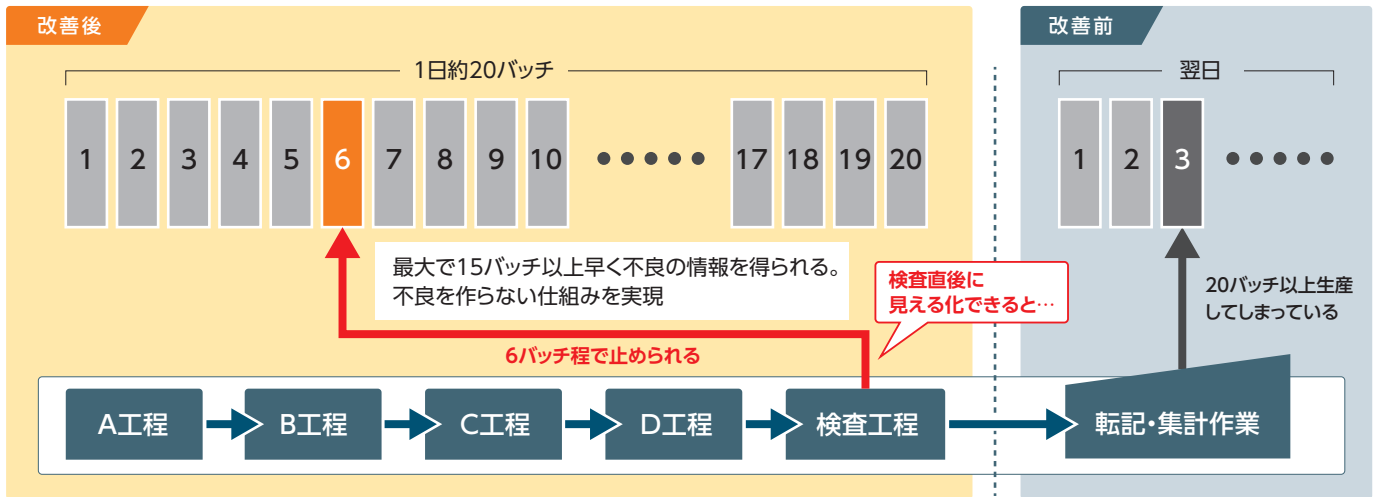 改善後
1日約20バッチ
1 2 3 4 5 6 7 8 9 10 ••••• 17 18 19 20
最大で15バッチ以上早く不良の情報を得られる。
不良を作らない仕組みを実現
検査直後に
見える化できると…
6バッチ程で止められる
改善前
翌日
1 2 3 •••••
20バッチ以上生産
してしまっている
A工程
B工程
C工程
D工程
検査工程
転記・集計作業